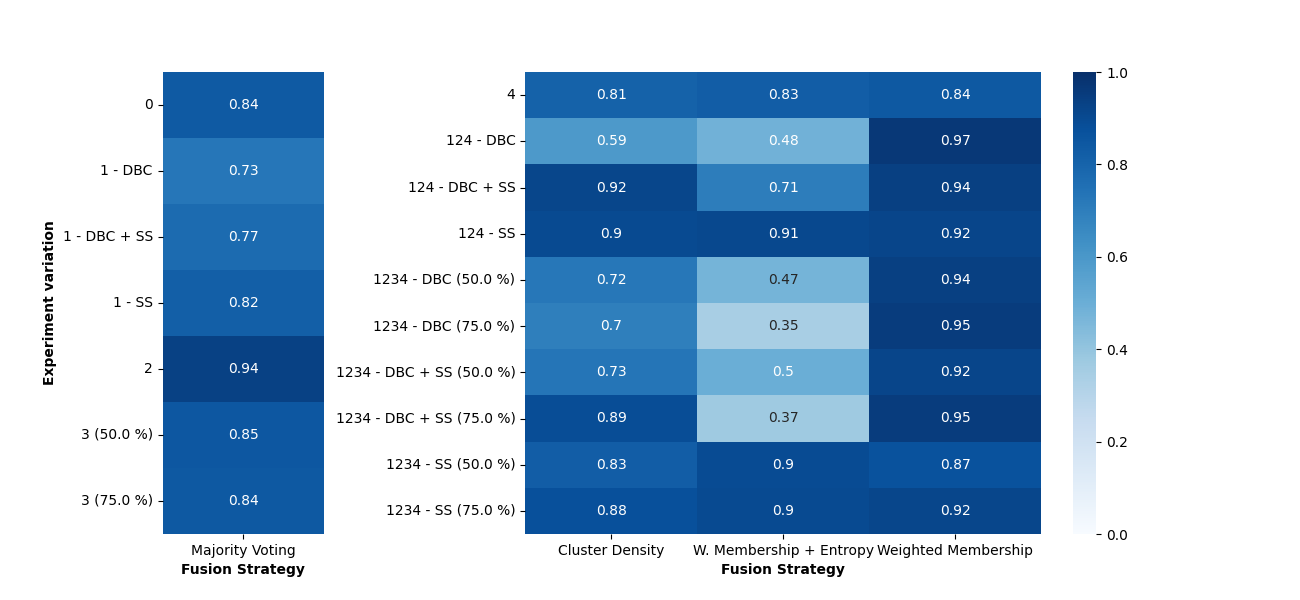 Experiment variation
0 0.84
1 - DBC 0.73
1 - DBC + SS 0.77
1 - SS 0.82
2 0.94
3 (50.0 %) 0.85
3 (75.0 %) 0.84
Majority Voting
Fusion Strategy
4 0.81 0.83 0.84
124 - DBC 0.59 0.48 0.97
124 - DBC + SS 0.92 0.71 0.94
124 - SS 0.9 0.91 0.92
1234 - DBC (50.0 %) 0.72 0.47 0.94
1234 - DBC (75.0 %) 0.7 0.35 0.95
1234 - DBC + SS (50.0 %) 0.73 0.5 0.92
1234 - DBC + SS (75.0 %) 0.89 0.37 0.95
1234 - SS (50.0 %) 0.83 0.9 0.87
1234 - SS (75.0 %) 0.88 0.9 0.92
Cluster Density W. Membership + Entropy Weighted Membership
Fusion Strategy
1.0
0.8
0.6
0.4
0.2
0.0